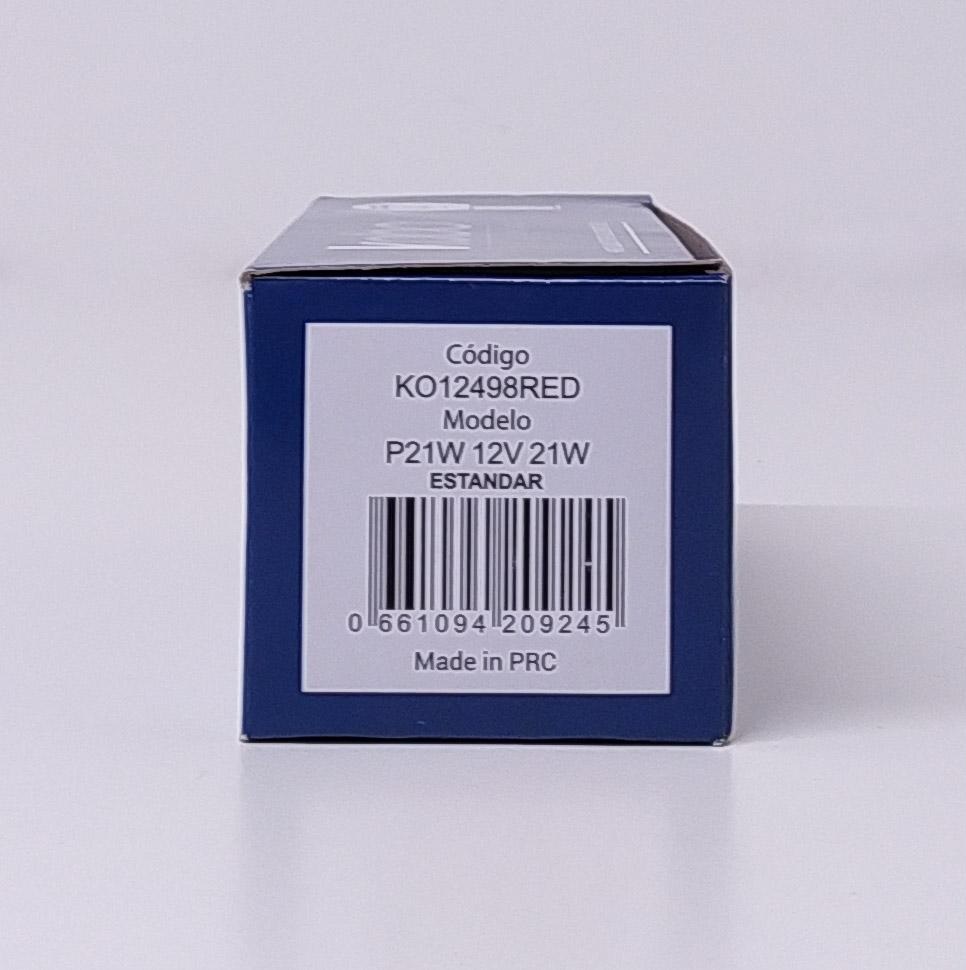 Código
KO12498RED
Modelo
P21W 12V 21W
ESTANDAR
0 661094 209245
Made in PRC